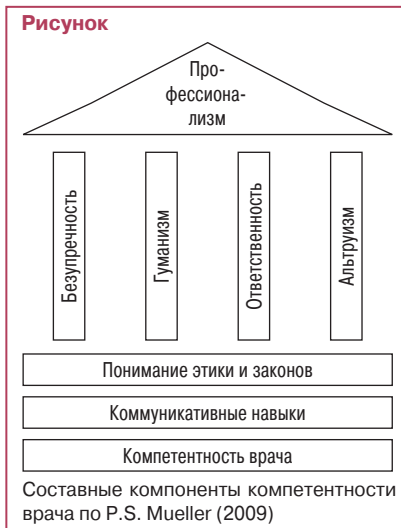 Рисунок
Про-
фессиона-
лизм
Безупречность
Гуманизм
Ответственность
Альтруизм
Понимание этики и законов
Коммуникативные навыки
Компетентность врача
Составные компоненты компетентности
врача по P.S. Mueller (2009)